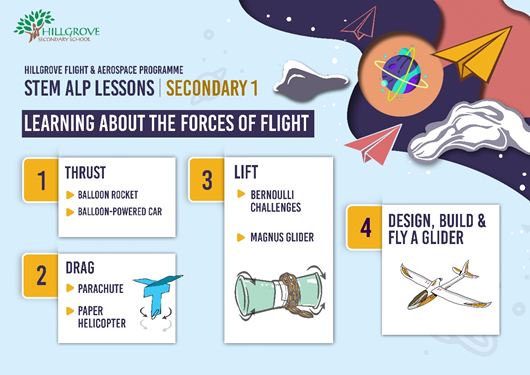 HILLGROVE
SECONDARY SCHOOL
HILLGROVE FLIGHT & AEROSPACE PROGRAMME
STEM ALP LESSONS | SECONDARY 1
LEARNING ABOUT THE FORCES OF FLIGHT
1
THRUST
BALLOON ROCKET
BALLOON-POWERED CAR
2
DRAG
PARACHUTE
PAPER
HELICOPTER
3
LIFT
BERNOULLI
CHALLENGES
MAGNUS GLIDER
4
DESIGN, BUILD &
FLY A GLIDER